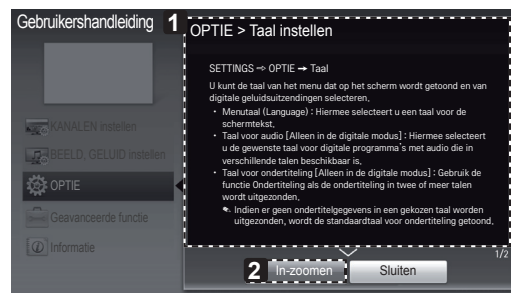 Gebruikershandleiding
1
OPTIE > Taal instellen
SETTINGS ⇨ OPTIE ➙ Taal
U kunt de taal van het menu dat op het scherm wordt getoond en van
digitale geluidsuitzendingen selecteren.
• Menutaal (Language) : Hiermee selecteert u een taal voor de
schermtekst.
• Taal voor audio [Alleen in de digitale modus] : Hiermee selecteert
u de gewenste taal voor digitale programma's met audio die in
verschillende talen beschikbaar is.
• Taal voor ondertiteling [Alleen in de digitale modus] : Gebruik de
functie Ondertiteling als de ondertiteling in twee of meer talen
wordt uitgezonden.
✎ Indien er geen ondertitelgegevens in een gekozen taal worden
uitgezonden, wordt de standaardtaal voor ondertiteling getoond.
KANALEN instellen
BEELD, GELUID instellen
OPTIE
Geavanceerde functie
Informatie
1/2
2
In-zoomen
Sluiten